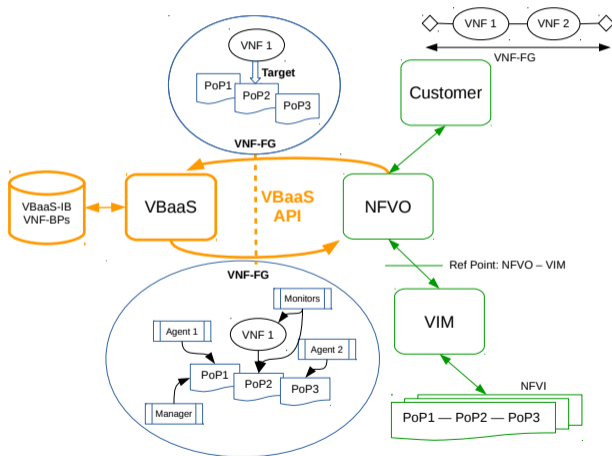 VNF 1
VNF 2
VNF-FG
VNF 1
Target
PoP1
PoP2
PoP3
VNF-FG
Customer
VBaaS-IB
VNF-BPs
VBaaS
VBaaS
API
NFVO
VNF-FG
Ref Point: NFVO – VIM
Monitors
Agent 1
VNF 1
Agent 2
VIM
PoP1
PoP2
PoP3
Manager
NFVI
PoP1 — PoP2 — PoP3